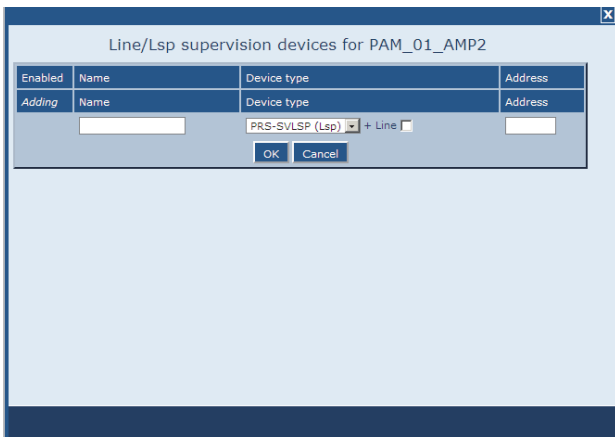 X
Line/Lsp supervision devices for PAM_01_AMP2
Enabled Name Device type Address
Adding Name Device type Address
PRS-SVLSP (Lsp) + Line
OK Cancel